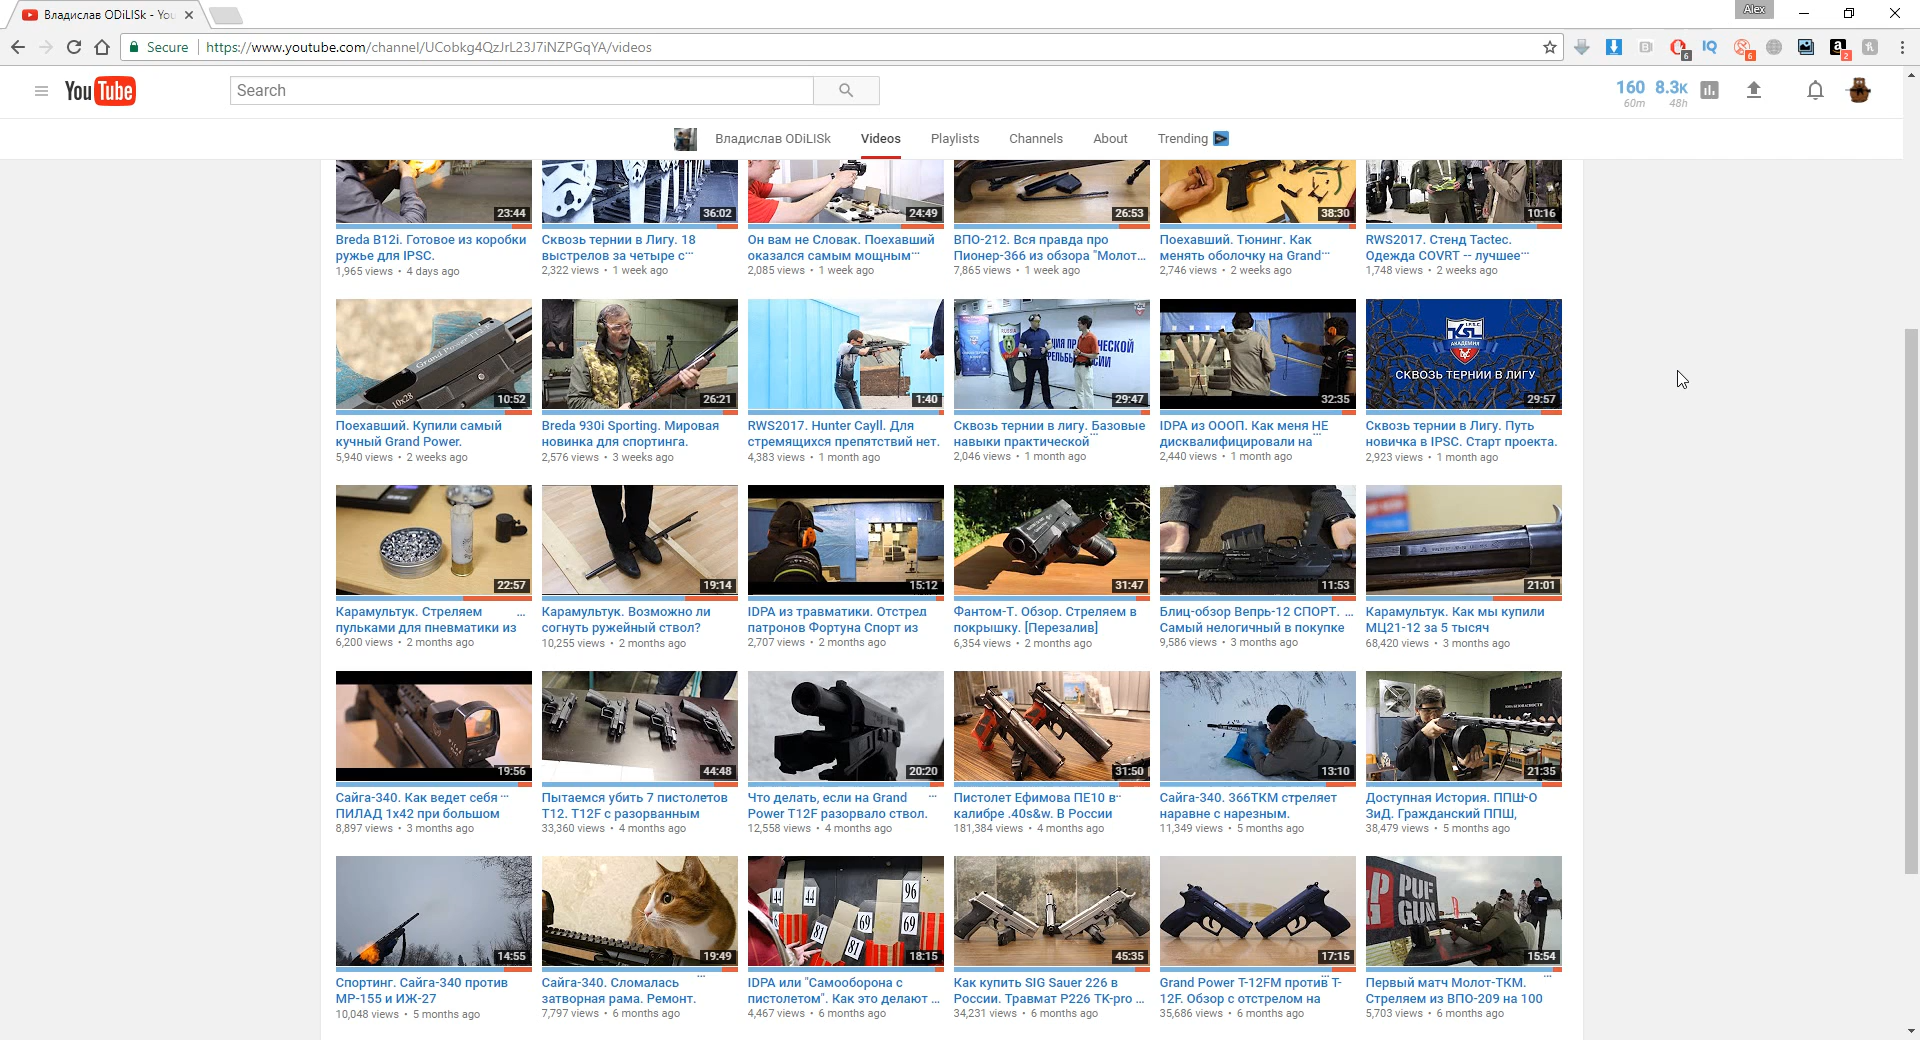 Владислав ODiLISk - You
Alex
Secure
https://www.youtube.com/channel/UCobkg4QzJrL23J7iNZPGqYA/videos
6
IQ
6
2
YouTube
Search
160 8.3K
60m 48h
Владислав ODiLISk Videos Playlists Channels About Trending
23:44 36:02 24:49 26:53 38:30 10:16
Breda B12i. Готовое из коробки
ружье для IPSC.
1,965 views • 4 days ago
Сквозь тернии в Лигу. 18
выстрелов за четыре с...
2,322 views • 1 week ago
Он вам не Словак. Поехавший
оказался самым мощным...
2,085 views • 1 week ago
ВПО-212. Вся правда про
Пионер-366 из обзора "Молот...
7,865 views • 1 week ago
Поехавший. Тюнинг. Как
менять оболочку на Grand...
2,746 views • 2 weeks ago
RWS2017. Стенд Tactec.
Одежда COVRT -- лучшее...
1,748 views • 2 weeks ago
Grand Power T12
10x28
RUSSIA
I.P.S.C.
KSL
АКАДЕМИЯ
СКВОЗЬ ТЕРНИИ В ЛИГУ
10:52 26:21 1:40 29:47 32:35 29:57
Поехавший. Купили самый
кучный Grand Power.
5,940 views • 2 weeks ago
Breda 930i Sporting. Мировая
новинка для спортинга.
2,576 views • 3 weeks ago
RWS2017. Hunter Cayll. Для
стремящихся препятствий нет.
4,383 views • 1 month ago
Сквозь тернии в лигу. Базовые
навыки практической...
2,046 views • 1 month ago
IDPA из ОООП. Как меня НЕ
дисквалифицировали на...
2,440 views • 1 month ago
Сквозь тернии в Лигу. Путь
новичка в IPSC. Старт проекта.
2,923 views • 1 month ago
22:57 19:14 15:12 31:47 11:53 21:01
Карамультук. Стреляем ...
пульками для пневматики из
6,200 views • 2 months ago
Карамультук. Возможно ли
согнуть ружейный ствол?
10,255 views • 2 months ago
IDPA из травматики. Отстрел
патронов Фортуна Спорт из
2,707 views • 2 months ago
Фантом-Т. Обзор. Стреляем в
покрышку. [Перезалив]
6,354 views • 2 months ago
Блиц-обзор Вепрь-12 СПОРТ. ...
Самый нелогичный в покупке
9,586 views • 3 months ago
Карамультук. Как мы купили
МЦ21-12 за 5 тысяч
68,420 views • 3 months ago
19:56 44:48 20:20 31:50 13:10 21:35
Сайга-340. Как ведет себя ...
ПИЛАД 1х42 при большом
8,897 views • 3 months ago
Пытаемся убить 7 пистолетов
Т12. T12F с разорванным
33,360 views • 4 months ago
Что делать, если на Grand ...
Power T12F разорвало ствол.
12,558 views • 4 months ago
Пистолет Ефимова ПЕ10 в...
калибре .40s&w. В России
181,384 views • 4 months ago
Сайга-340. 366ТКМ стреляет
наравне с нарезным.
11,349 views • 5 months ago
Доступная История. ППШ-О
ЗиД. Гражданский ППШ,
38,479 views • 5 months ago
44 44 96
69 69
81 81
PUF
GUN
14:55 19:49 18:15 45:35 17:15 15:54
Спортинг. Сайга-340 против
МР-155 и ИЖ-27
10,048 views • 5 months ago
Сайга-340. Сломалась ...
затворная рама. Ремонт.
7,797 views • 6 months ago
IDPA или "Самооборона с
пистолетом". Как это делают ...
4,467 views • 6 months ago
Как купить SIG Sauer 226 в
России. Травмат P226 TK-pro ...
34,231 views • 6 months ago
Grand Power T-12FM против T-
12F. Обзор с отстрелом на
35,686 views • 6 months ago
Первый матч Молот-ТКМ. ...
Стреляем из ВПО-209 на 100
5,703 views • 6 months ago